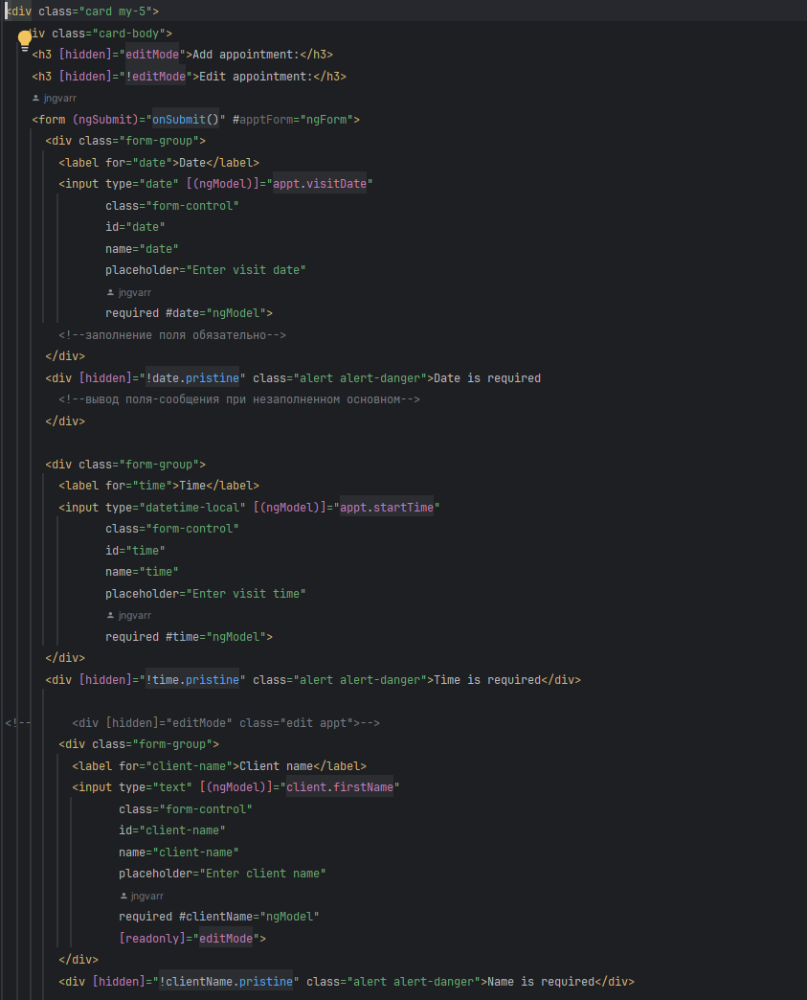 <div class="card my-5">
iv class="card-body">
<h3 [hidden]="editMode">Add appointment:</h3>
<h3 [hidden]="!editMode">Edit appointment:</h3>
jngvarr
<form (ngSubmit)="onSubmit()" #apptForm="ngForm">
<div class="form-group">
<label for="date">Date</label>
<input type="date" [(ngModel)]="appt.visitDate"
class="form-control"
id="date"
name="date"
placeholder="Enter visit date"
jngvarr
required #date="ngModel">
<!--заполнение поля обязательно-->
</div>
<div [hidden]="!date.pristine" class="alert alert-danger">Date is required
<!--вывод поля-сообщения при незаполненном основном-->
</div>
<div class="form-group">
<label for="time">Time</label>
<input type="datetime-local" [(ngModel)]="appt.startTime"
class="form-control"
id="time"
name="time"
placeholder="Enter visit time"
jngvarr
required #time="ngModel">
</div>
<div [hidden]="!time.pristine" class="alert alert-danger">Time is required</div>
<!--      <div [hidden]="editMode" class="edit appt">-->
<div class="form-group">
<label for="client-name">Client name</label>
<input type="text" [(ngModel)]="client.firstName"
class="form-control"
id="client-name"
name="client-name"
placeholder="Enter client name"
jngvarr
required #clientName="ngModel"
[readonly]="editMode">
</div>
<div [hidden]="!clientName.pristine" class="alert alert-danger">Name is required</div>